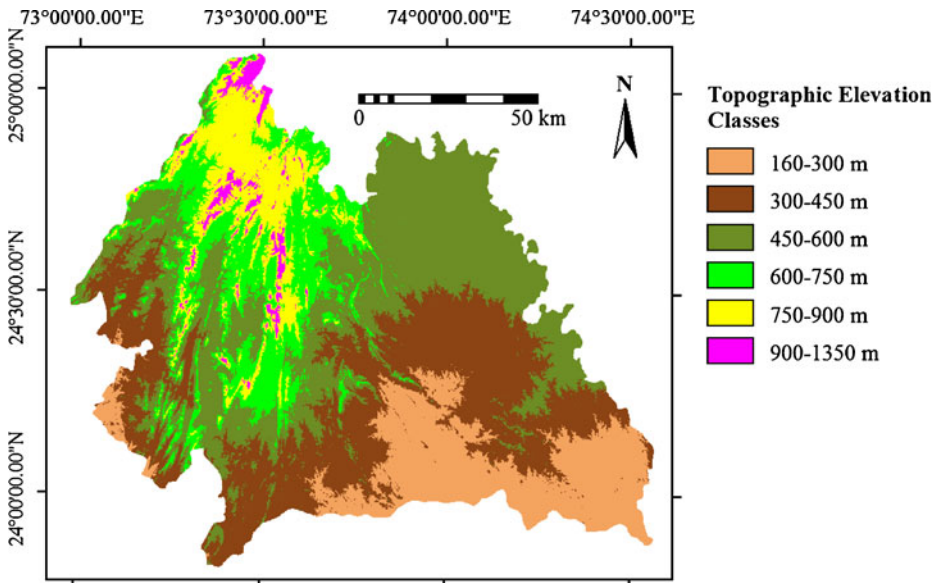 73°00'00.00"E 73°30'00.00"E 74°00'00.00"E 74°30'00.00"E
25°00'00.00"N
24°30'00.00"N
24°00'00.00"N
0 50 km
N
Topographic Elevation
Classes
160-300 m
300-450 m
450-600 m
600-750 m
750-900 m
900-1350 m